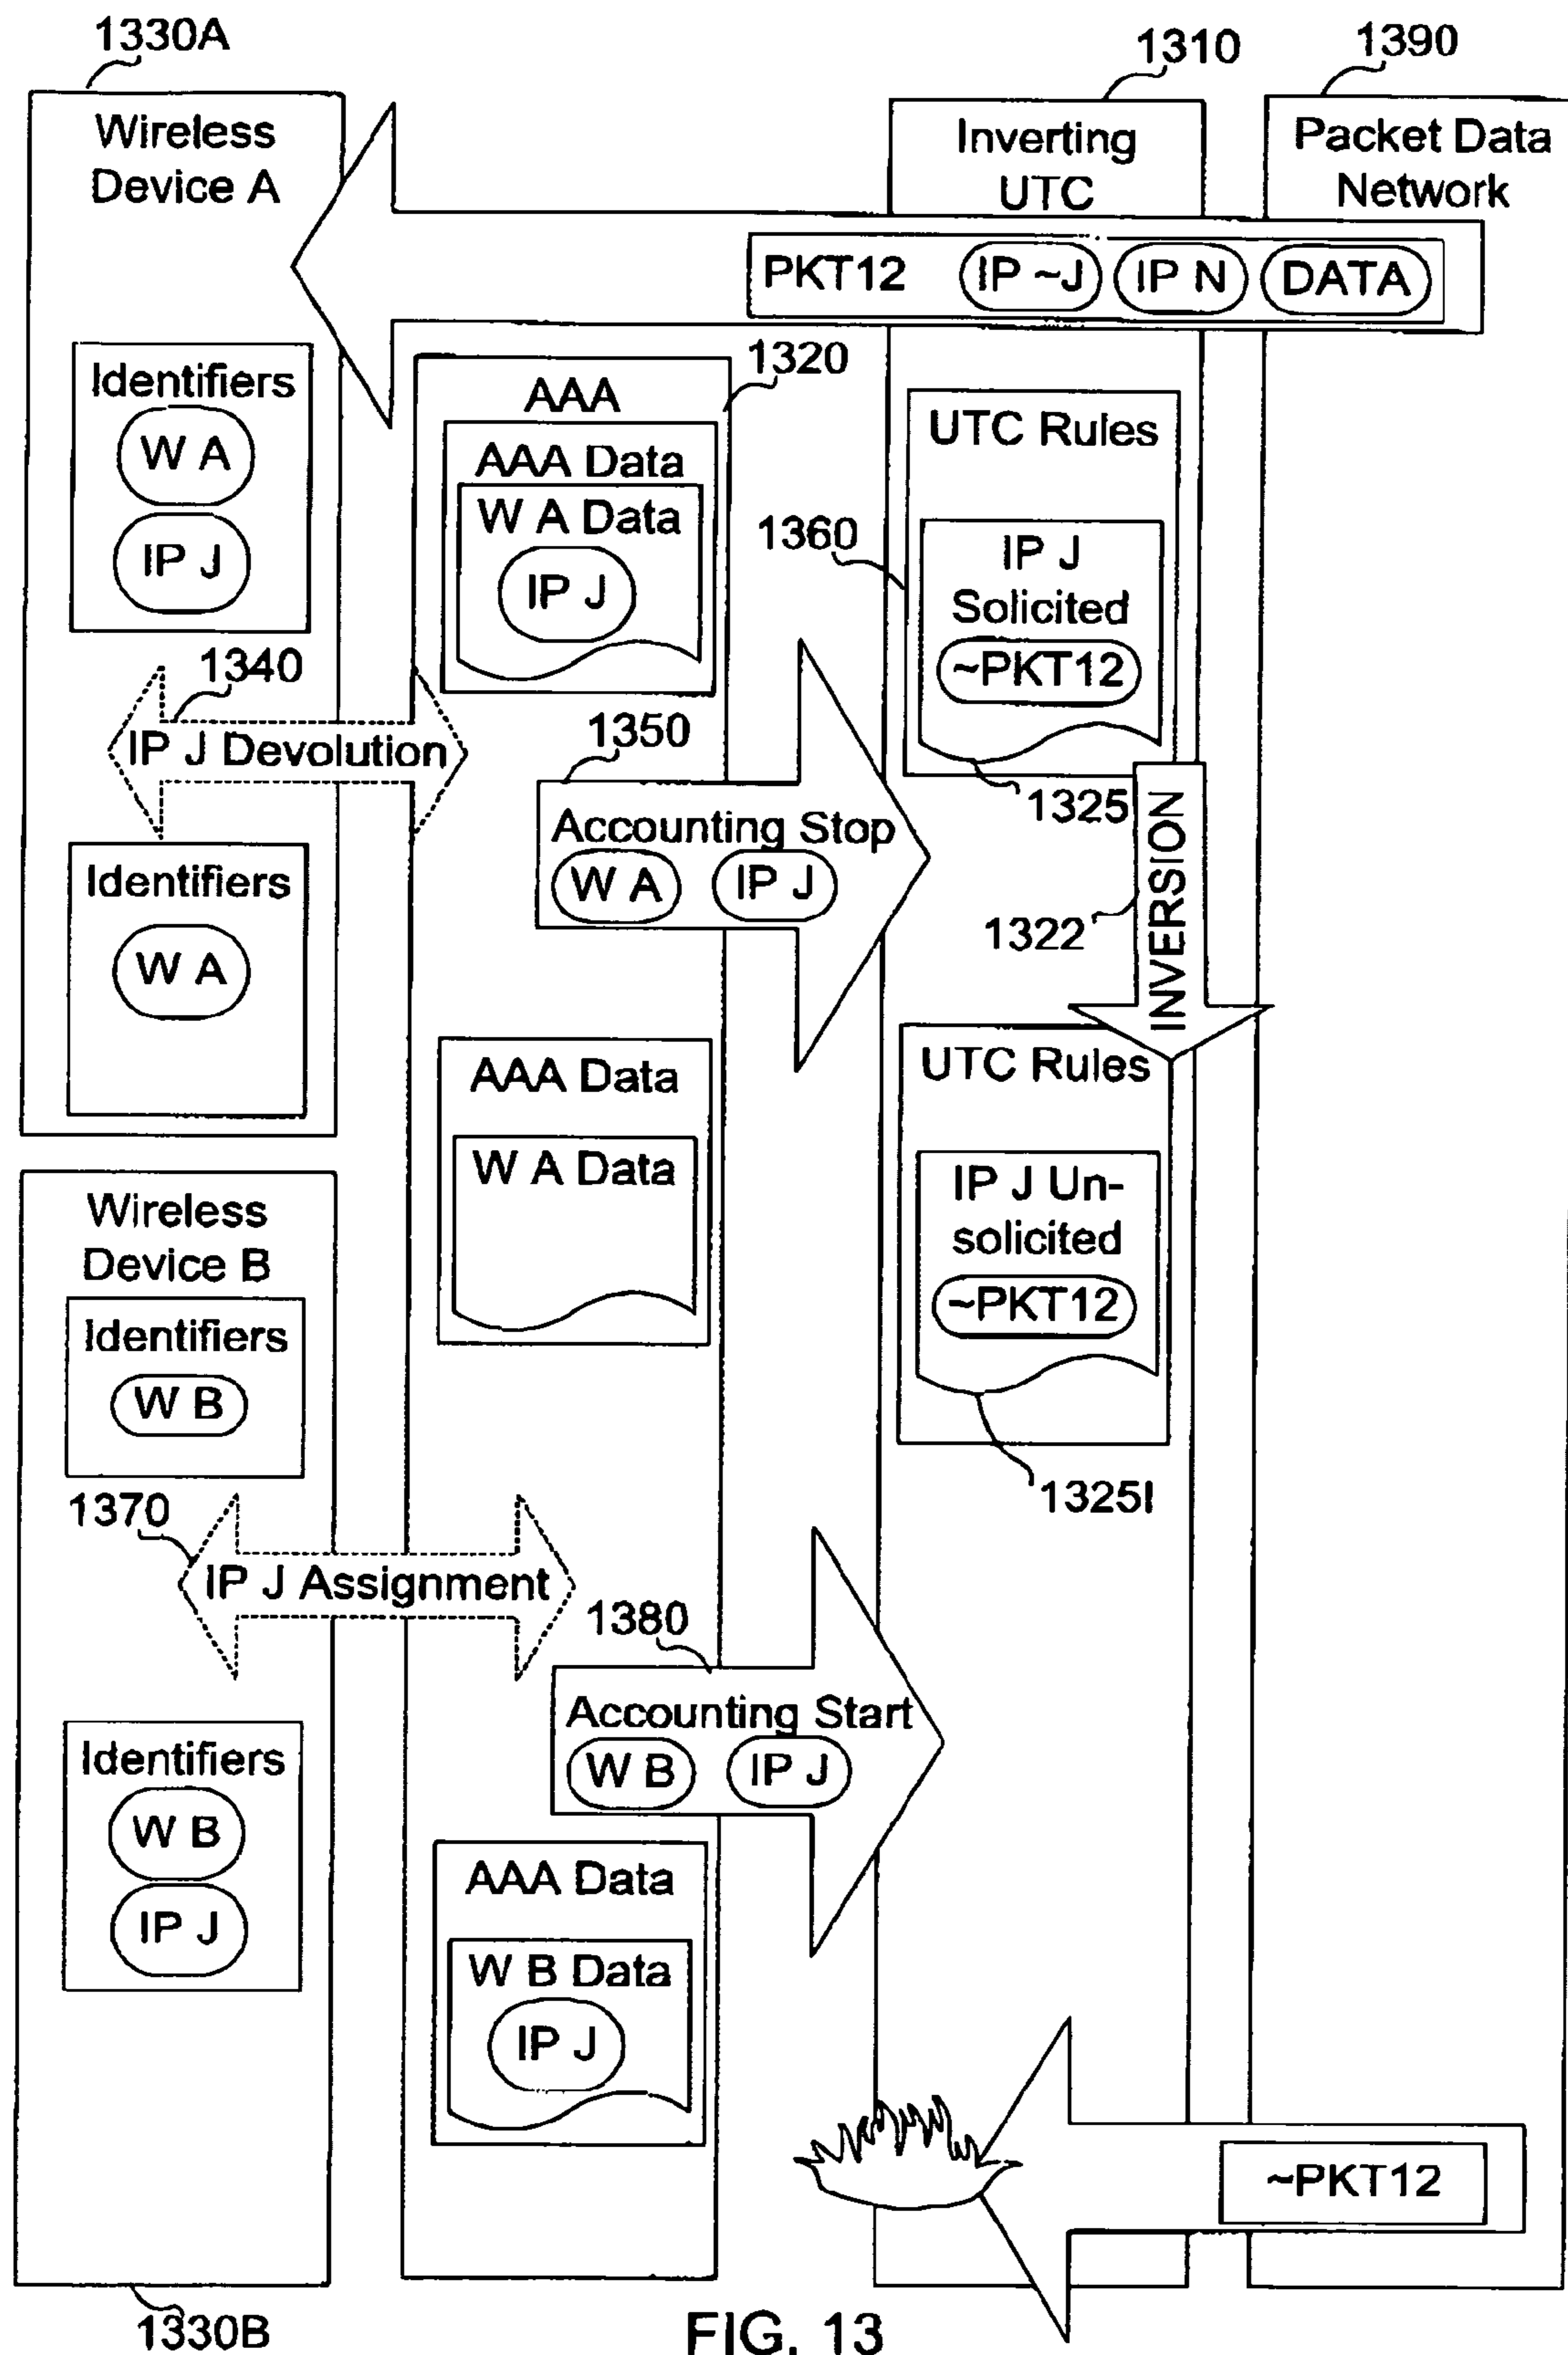 1330A
1310
1390
Wireless
Device A
Inverting
UTC
Packet Data
Network
PKT12 IP ~J IP N DATA
1320
Identifiers
W A
IP J
AAA
AAA Data
W A Data
IP J
UTC Rules
1360
IP J
Solicited
~PKT12
1325
1340
IP J Devolution
1350
Accounting Stop
W A IP J
INVERSION
1322
Identifiers
W A
AAA Data
W A Data
UTC Rules
IP J Un-
solicited
~PKT12
1325I
Wireless
Device B
Identifiers
W B
1370
IP J Assignment
1380
Accounting Start
W B IP J
Identifiers
W B
IP J
AAA Data
W B Data
IP J
~PKT12
1330B
FIG. 13